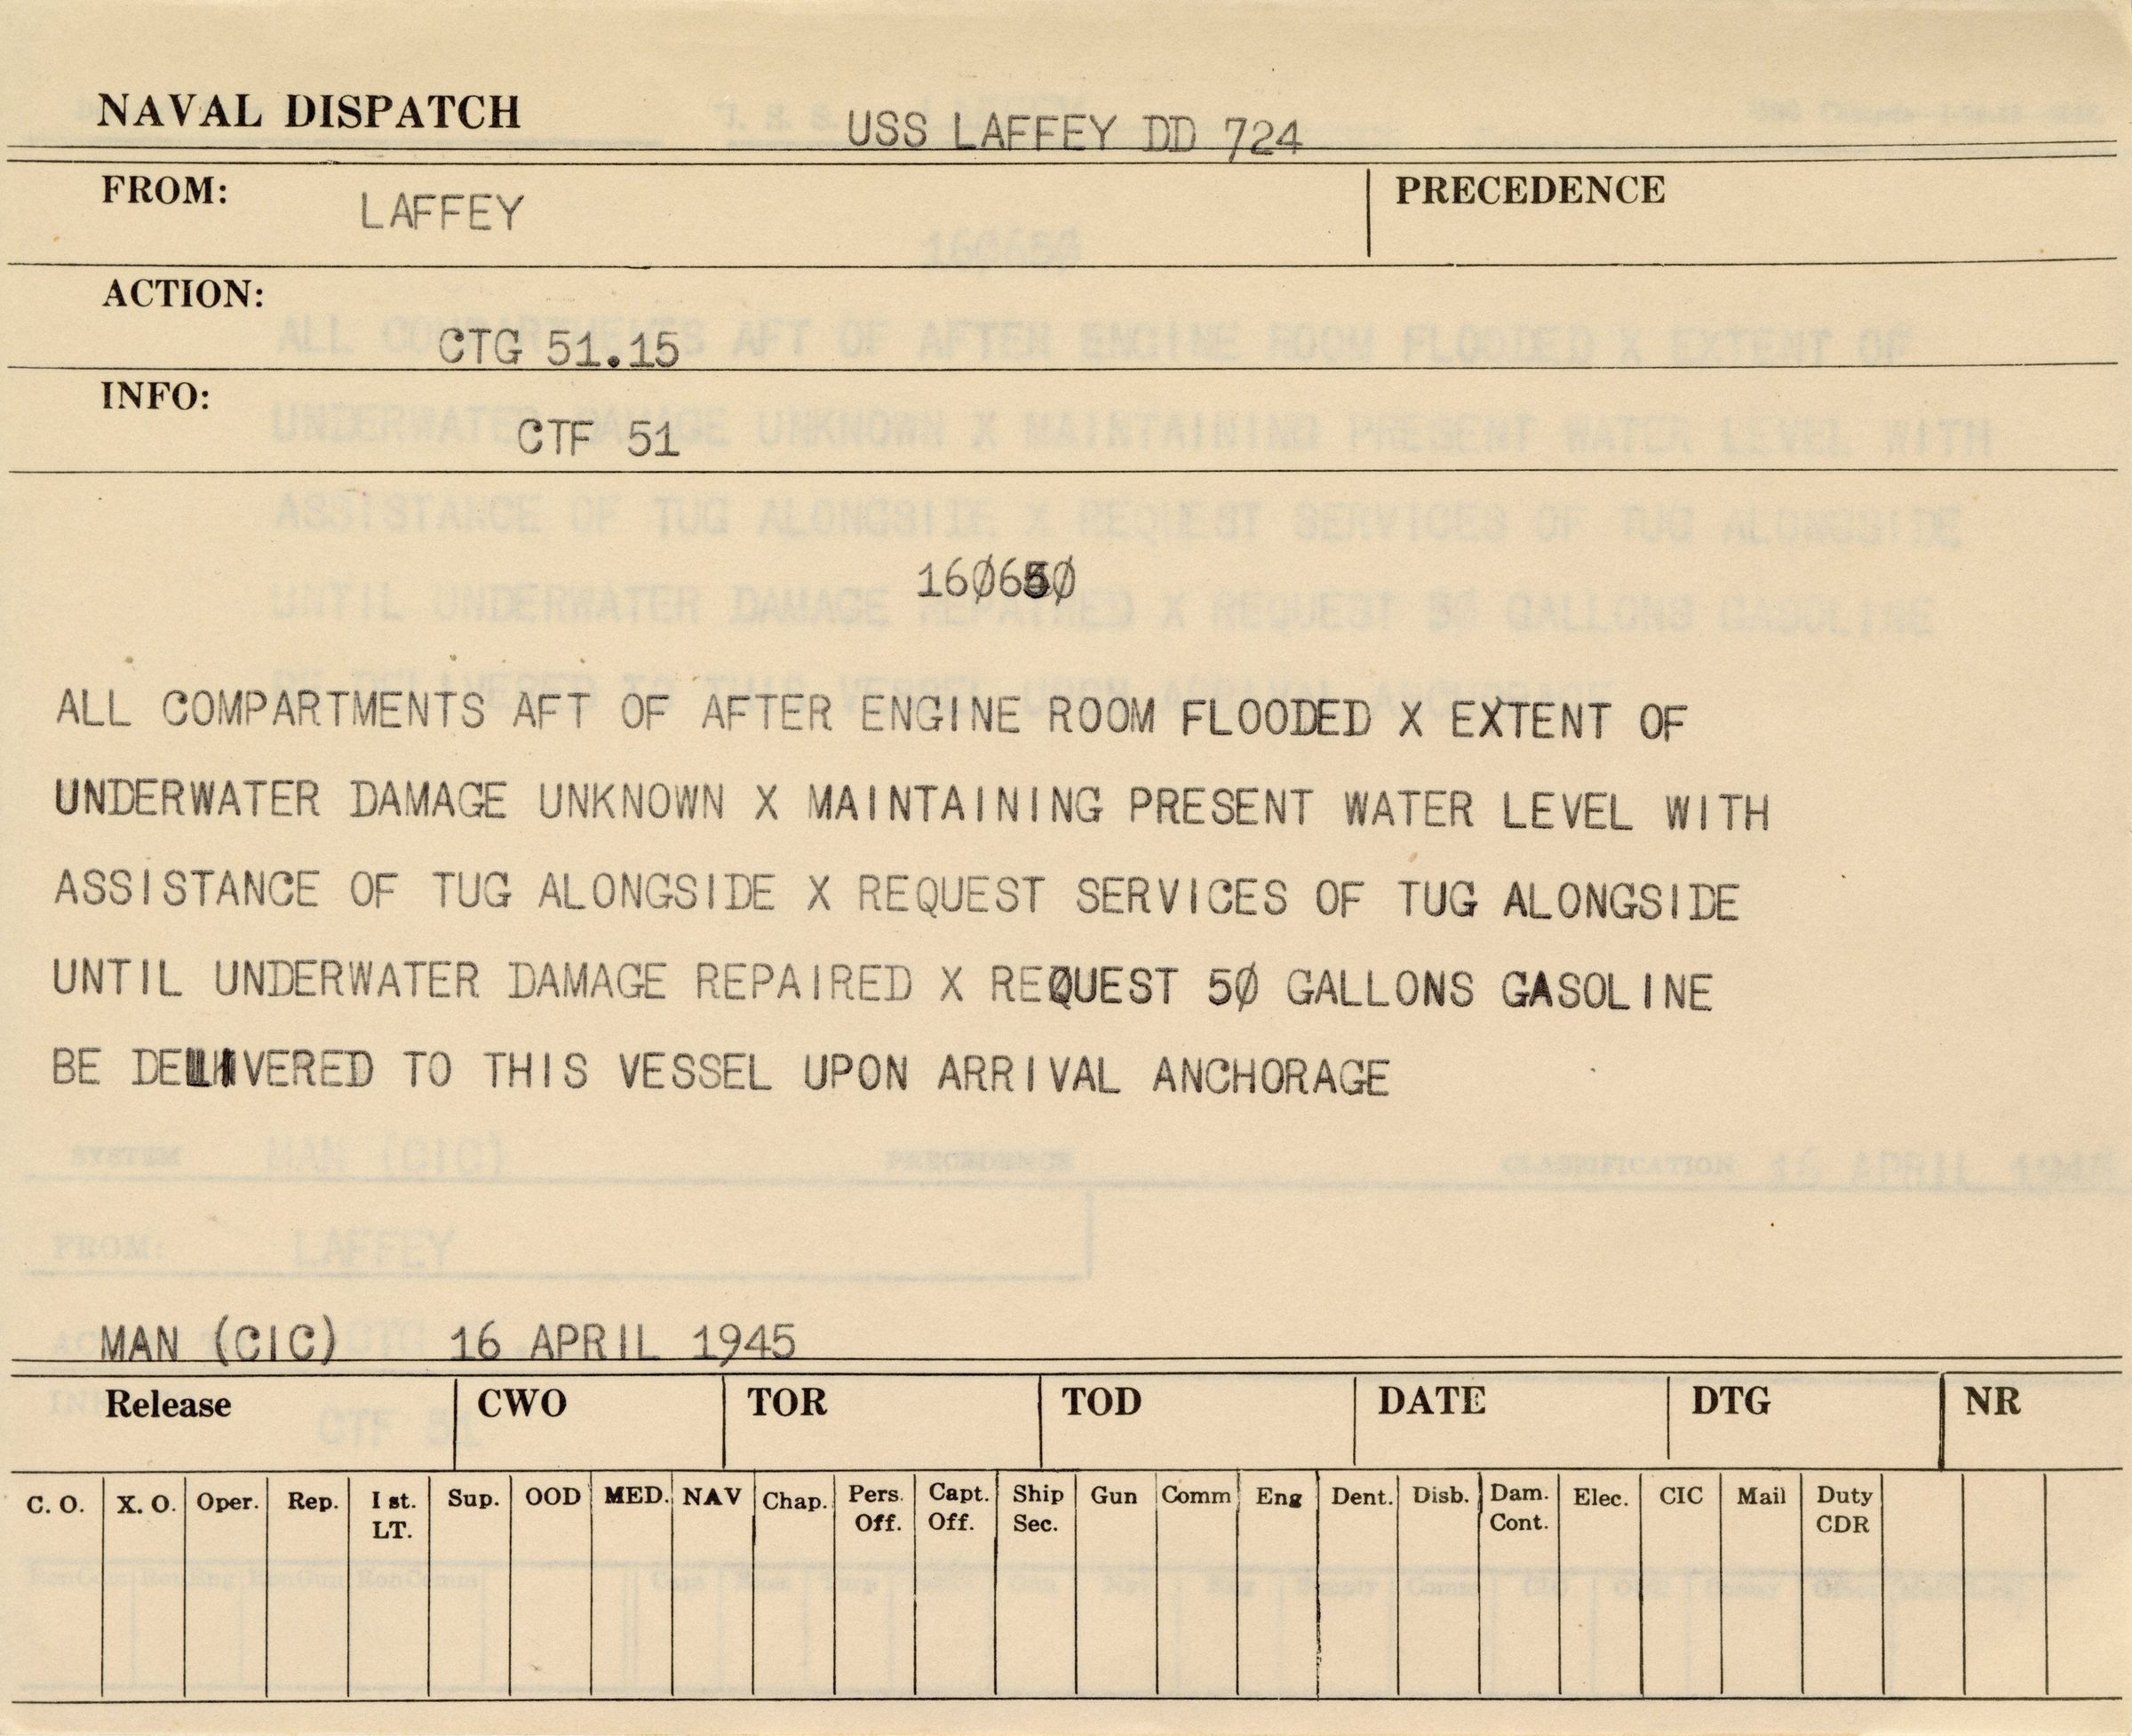 NAVAL DISPATCH USS LAFFEY DD 724
FROM: LAFFEY PRECEDENCE
ACTION: CTG 51.15
INFO: CTF 51
16Ø65Ø
ALL COMPARTMENTS AFT OF AFTER ENGINE ROOM FLOODED X EXTENT OF
UNDERWATER DAMAGE UNKNOWN X MAINTAINING PRESENT WATER LEVEL WITH
ASSISTANCE OF TUG ALONGSIDE X REQUEST SERVICES OF TUG ALONGSIDE
UNTIL UNDERWATER DAMAGE REPAIRED X REQUEST 5Ø GALLONS GASOLINE
BE DELIVERED TO THIS VESSEL UPON ARRIVAL ANCHORAGE
MAN (CIC) 16 APRIL 1945
Release CWO TOR TOD DATE DTG NR
C. O. X. O. Oper. Rep. I st. LT. Sup. OOD MED. NAV Chap. Pers. Off. Capt. Off. Ship Sec. Gun Comm Eng Dent. Disb. Dam. Cont. Elec. CIC Mail Duty CDR